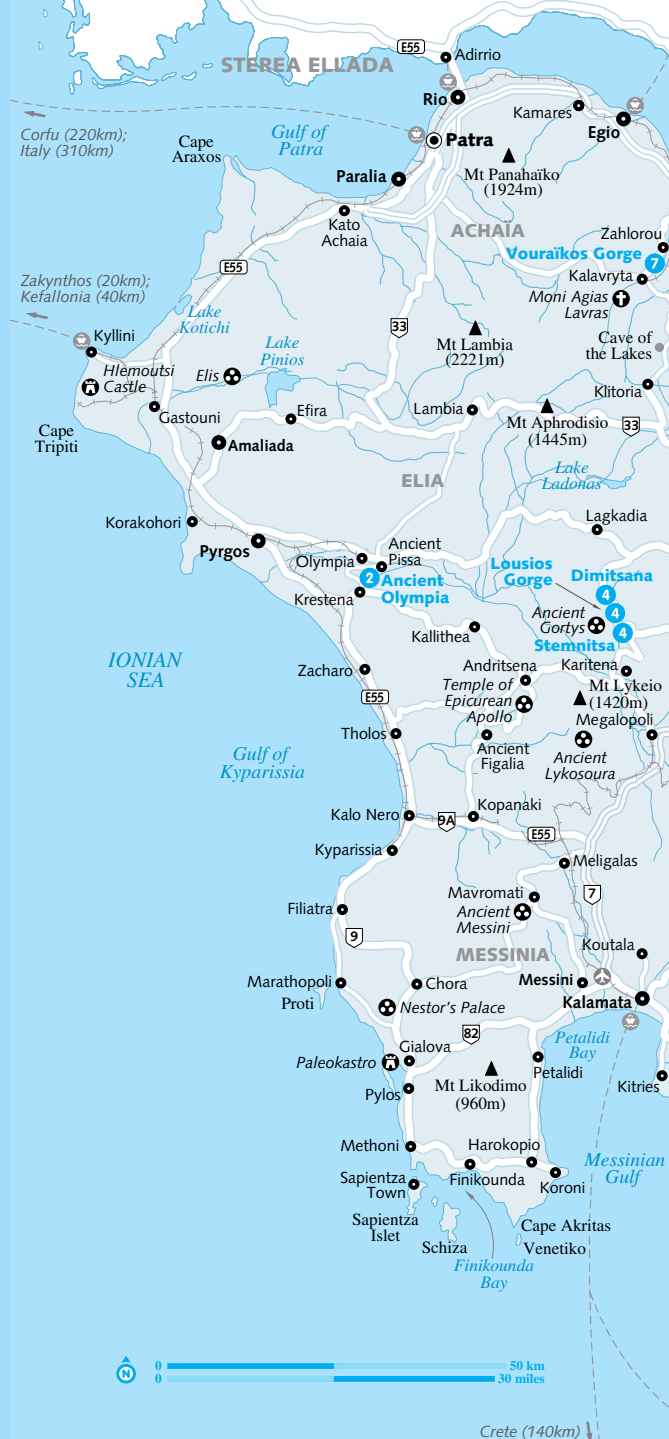 E55
Adirrio
STEREA ELLADA
Rio
Kamares
Egio
Corfu (220km);
Italy (310km)
Gulf of
Patra
Patra
Cape
Araxos
Mt Panahaïko
(1924m)
Paralia
Kato
Achaia
ACHAÏA
Zahlorou
Vouraïkos Gorge
7
E55
Kalavryta
Zakynthos (20km);
Kefallonia (40km)
Moni Agias
Lavras
Lake
Kotichi
33
Kyllini
Lake
Pinios
Mt Lambia
(2221m)
Cave of
the Lakes
Hlemoutsi
Castle
Elis
Klitoria
Gastouni
Efira
Lambia
Mt Aphrodisio
(1445m)
33
Cape
Tripiti
Amaliada
ELIA
Lake
Ladonas
Korakohori
Lagkadia
Pyrgos
Ancient
Pissa
Olympia
2
Ancient
Olympia
Lousios
Gorge
Dimitsana
4
Krestena
4
Ancient
Gortys
4
Kallithea
Stemnitsa
IONIAN
SEA
Zacharo
Andritsena
Karitena
E55
Temple of
Epicurean
Apollo
Mt Lykeio
(1420m)
Megalopoli
Tholos
Gulf of
Kyparissia
Ancient
Figalia
Ancient
Lykosoura
Kalo Nero
9A
Kopanaki
E55
Kyparissia
Meligalas
Mavromati
7
Filiatra
Ancient
Messini
9
MESSINIA
Koutala
Marathopoli
Chora
Messini
Proti
Nestor's Palace
Kalamata
82
Petalidi
Bay
Gialova
Paleokastro
Petalidi
Mt Likodimo
(960m)
Kitries
Pylos
Methoni
Harokopio
Messinian
Gulf
Sapientza
Town
Finikounda
Koroni
Sapientza
Islet
Cape Akritas
Schiza
Venetiko
Finikounda
Bay
N
0
50 km
0
30 miles
Crete (140km)